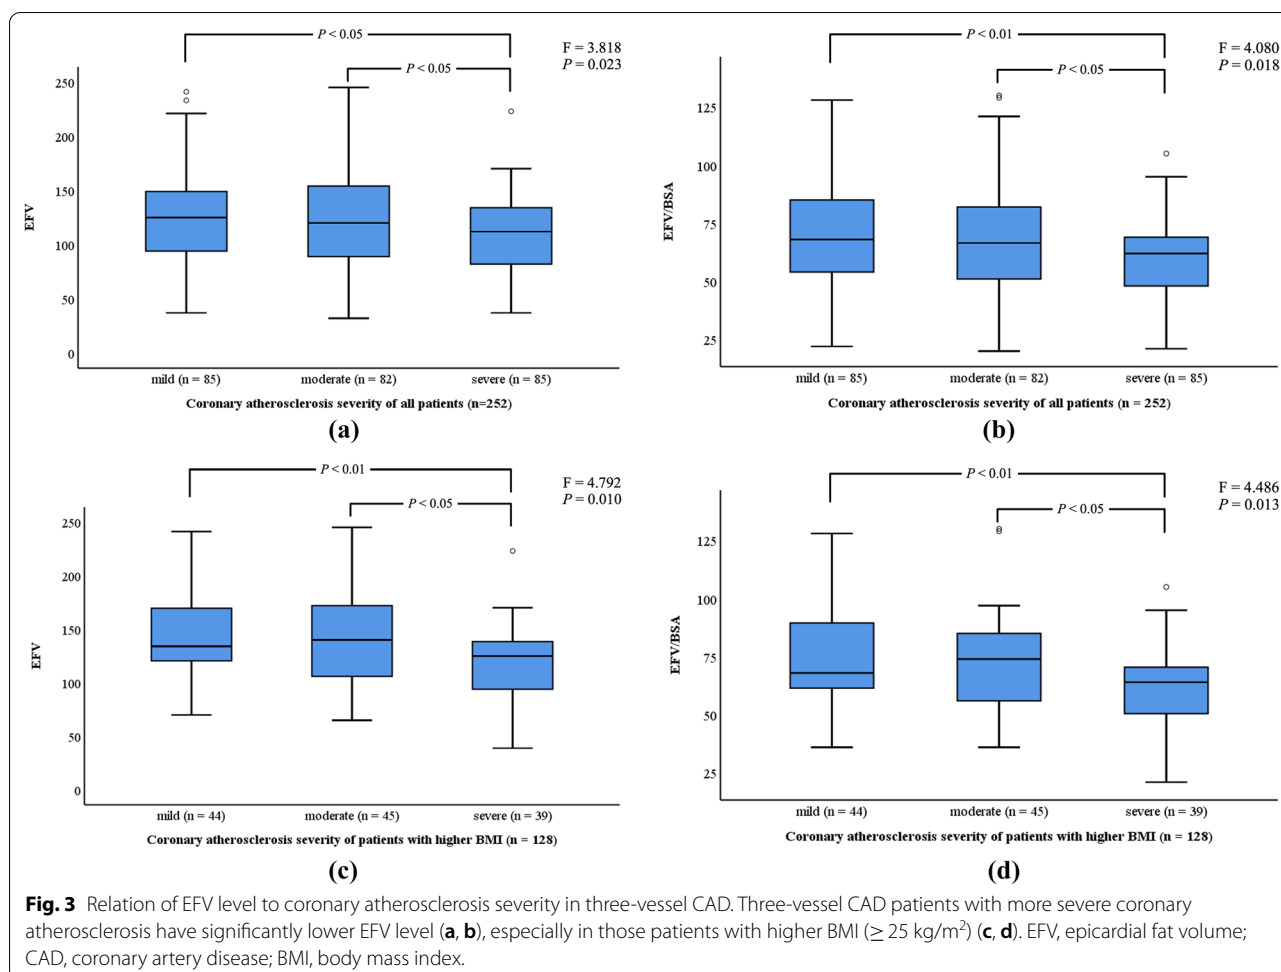 P < 0.05
F = 3.818
P = 0.023
P < 0.05
250
200
150
100
50
0
EFV
mild (n = 85) moderate (n = 82) severe (n = 85)
Coronary atherosclerosis severity of all patients (n=252)
(a)
P < 0.01
F = 4.080
P = 0.018
P < 0.05
125
100
75
50
25
EFV/BSA
mild (n = 85) moderate (n = 82) severe (n = 85)
Coronary atherosclerosis severity of all patients (n = 252)
(b)
P < 0.01
F = 4.792
P = 0.010
P < 0.05
250
200
150
100
50
0
EFV
mild (n = 44) moderate (n = 45) severe (n = 39)
Coronary atherosclerosis severity of patients with higher BMI (n = 128)
(c)
P < 0.01
F = 4.486
P = 0.013
P < 0.05
125
100
75
50
25
EFV/BSA
mild (n = 44) moderate (n = 45) severe (n = 39)
Coronary atherosclerosis severity of patients with higher BMI (n = 128)
(d)
Fig. 3 Relation of EFV level to coronary atherosclerosis severity in three-vessel CAD. Three-vessel CAD patients with more severe coronary
atherosclerosis have significantly lower EFV level (a, b), especially in those patients with higher BMI (≥ 25 kg/m²) (c, d). EFV, epicardial fat volume;
CAD, coronary artery disease; BMI, body mass index.